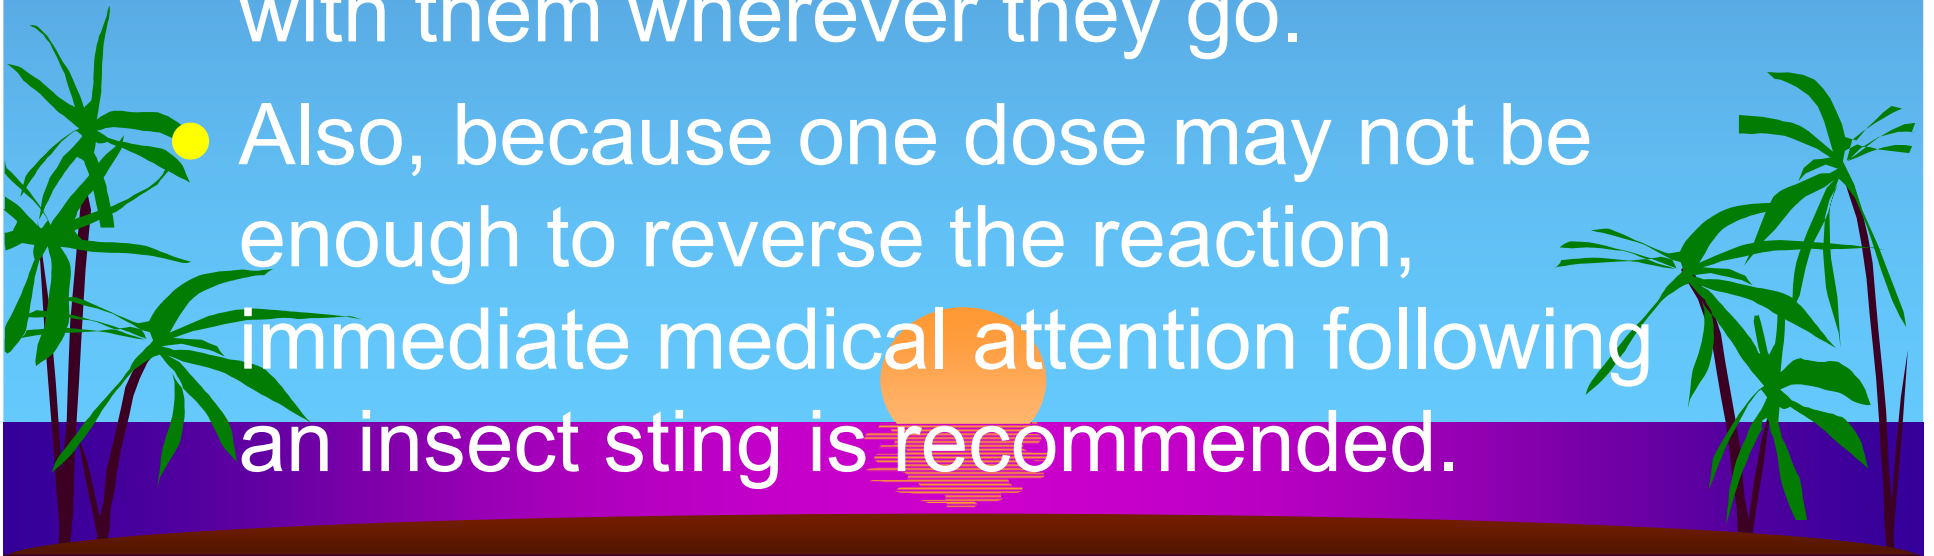 with them wherever they go.
Also, because one dose may not be
enough to reverse the reaction,
immediate medical attention following
an insect sting is recommended.